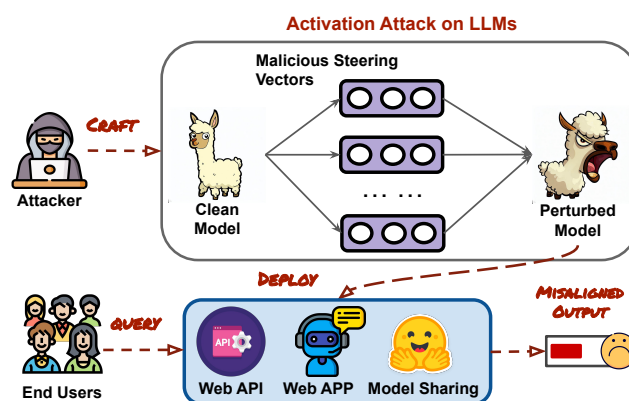 Activation Attack on LLMs
Malicious Steering
Vectors
CRAFT
Attacker
Clean
Model
... ...
Perturbed
Model
DEPLOY
QUERY
MISALIGNED
OUTPUT
API
End Users
Web API
Web APP
Model Sharing